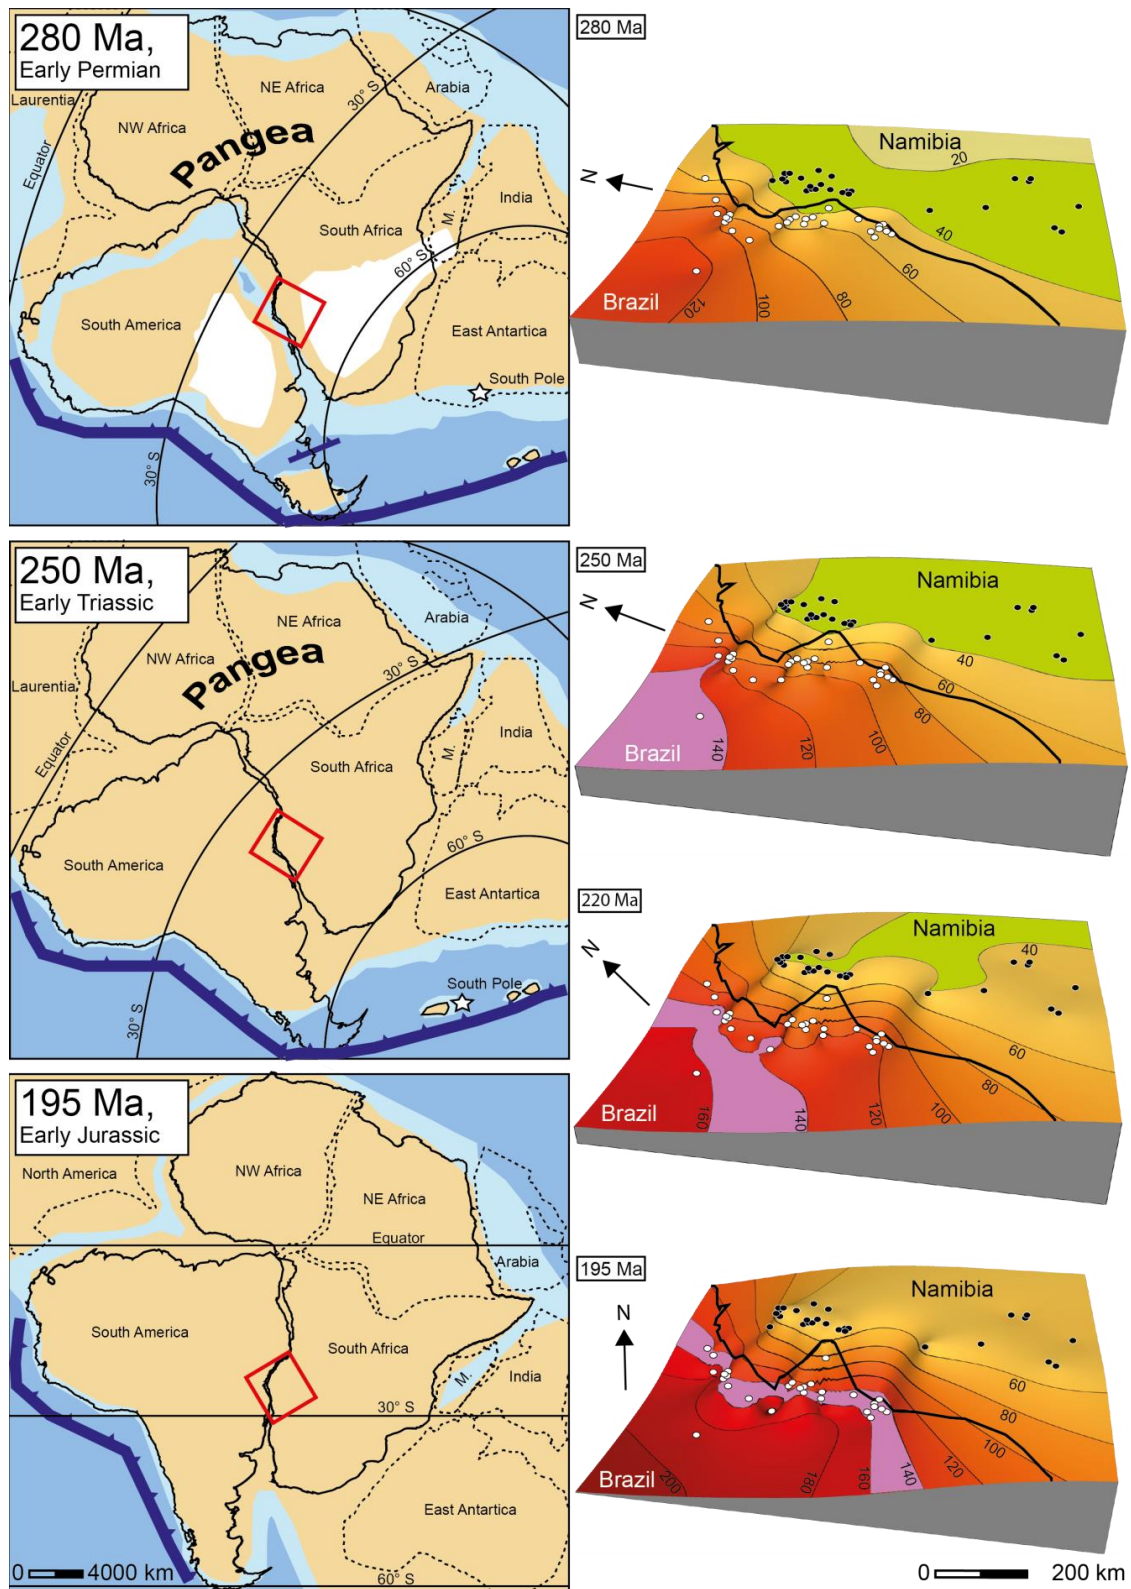 280 Ma,
Early Permian
Laurentia
NW Africa
NE Africa
Arabia
30° S
Equator
Pangea
India
M.
South Africa
60° S
South America
East Antartica
South Pole
30° S
280 Ma
Namibia
20
N
40
60
80
100
120
Brazil
250 Ma,
Early Triassic
Laurentia
NW Africa
NE Africa
Arabia
30° S
Pangea
Equator
India
M.
South Africa
60° S
South America
East Antartica
South Pole
30° S
250 Ma
Namibia
N
40
60
80
100
120
140
Brazil
220 Ma
Namibia
40
N
60
80
100
120
140
160
Brazil
195 Ma,
Early Jurassic
North America
NW Africa
NE Africa
Equator
Arabia
South America
South Africa
M.
India
30° S
East Antartica
0 4000 km
60° S
195 Ma
Namibia
N
60
80
100
120
140
160
180
200
Brazil
0 200 km